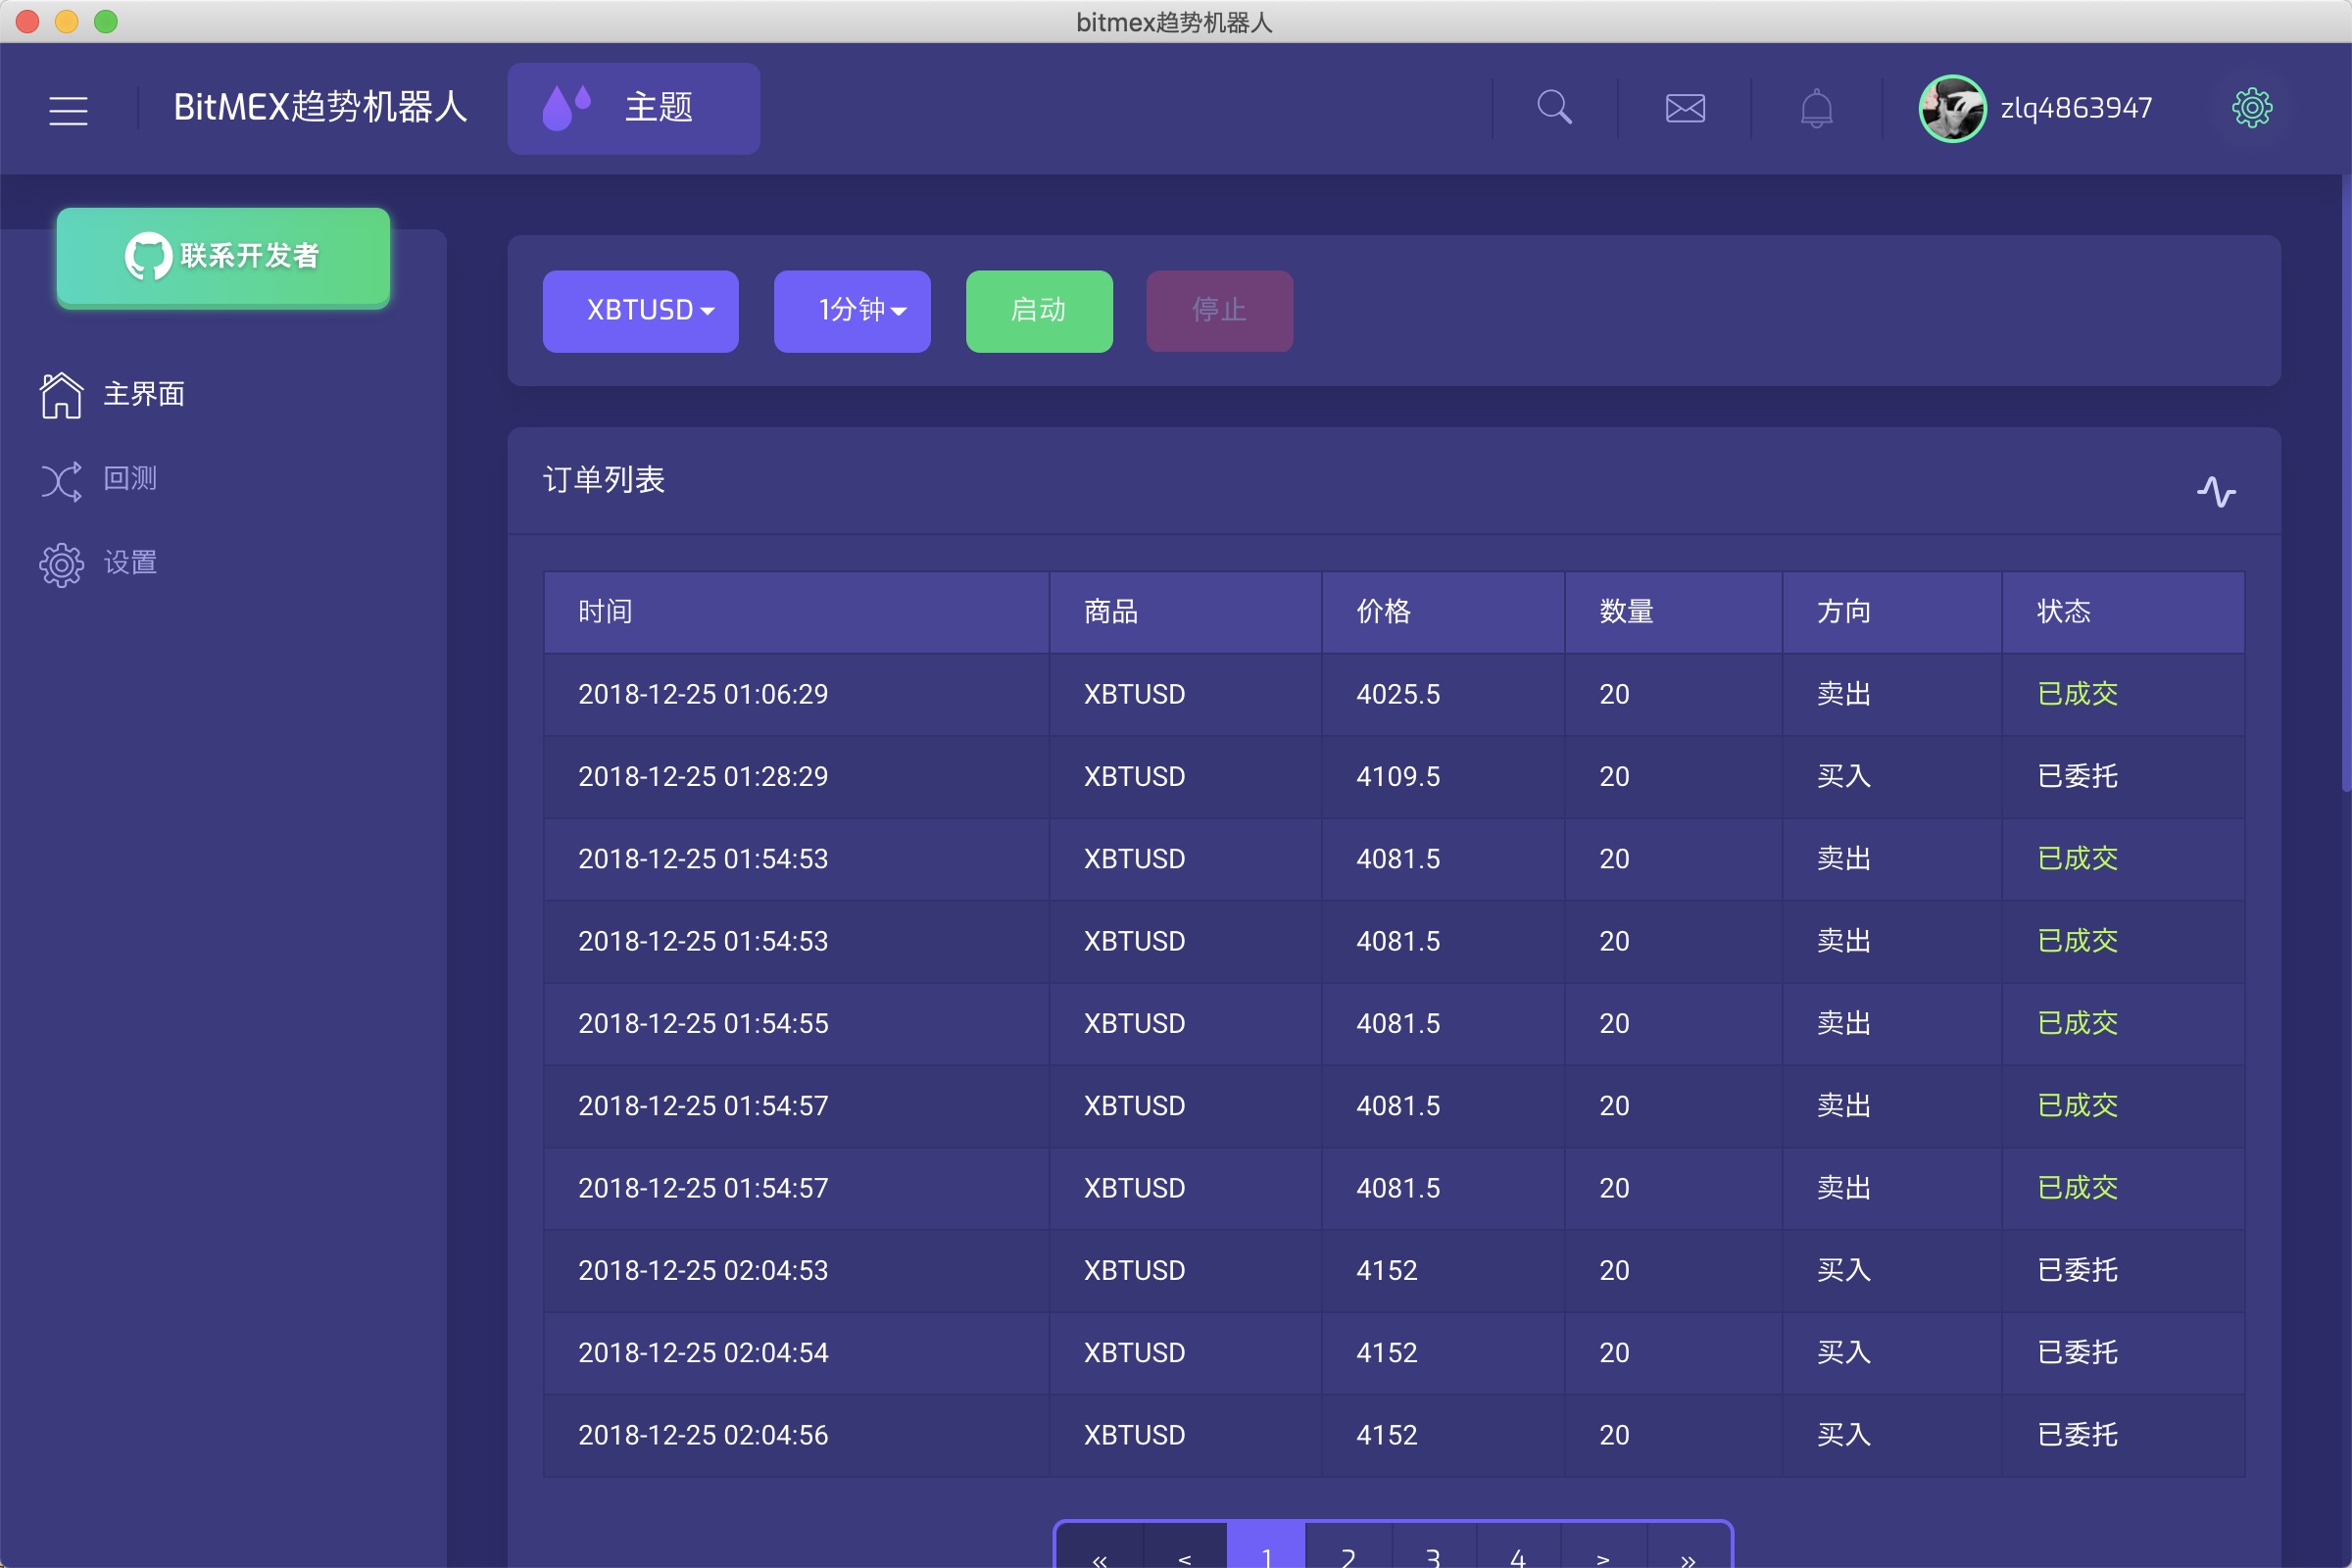 bitmex趋势机器人
BitMEX趋势机器人 主题 zlq4863947
联系开发者
XBTUSD 1分钟 启动 停止
主界面
回测
设置
订单列表
时间 商品 价格 数量 方向 状态
2018-12-25 01:06:29 XBTUSD 4025.5 20 卖出 已成交
2018-12-25 01:28:29 XBTUSD 4109.5 20 买入 已委托
2018-12-25 01:54:53 XBTUSD 4081.5 20 卖出 已成交
2018-12-25 01:54:53 XBTUSD 4081.5 20 卖出 已成交
2018-12-25 01:54:55 XBTUSD 4081.5 20 卖出 已成交
2018-12-25 01:54:57 XBTUSD 4081.5 20 卖出 已成交
2018-12-25 01:54:57 XBTUSD 4081.5 20 卖出 已成交
2018-12-25 02:04:53 XBTUSD 4152 20 买入 已委托
2018-12-25 02:04:54 XBTUSD 4152 20 买入 已委托
2018-12-25 02:04:56 XBTUSD 4152 20 买入 已委托
« < 1 2 3 4 > »